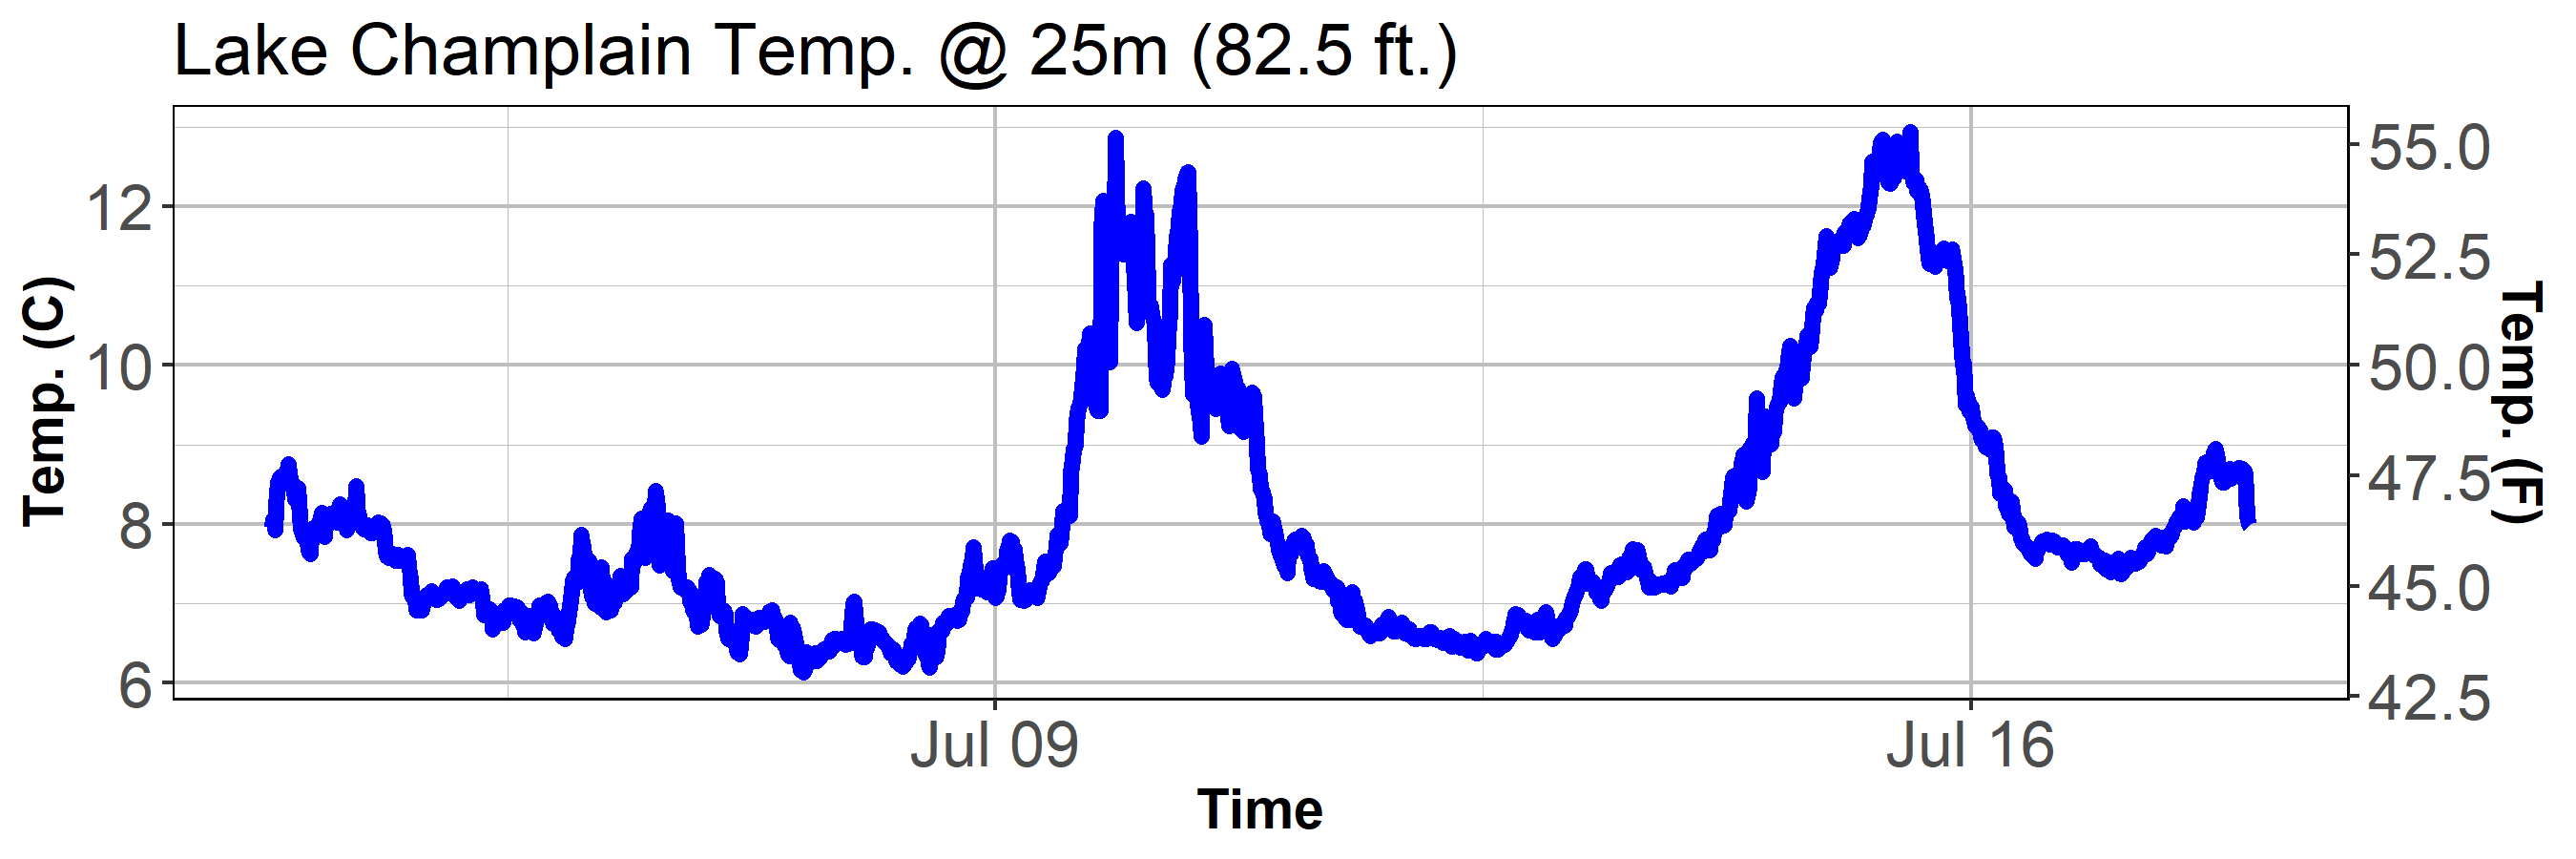 Lake Champlain Temp. @ 25m (82.5 ft.)
Temp. (C)
12
10
8
6
55.0
52.5
50.0
47.5
45.0
42.5
Temp. (F)
Jul 09
Jul 16
Time